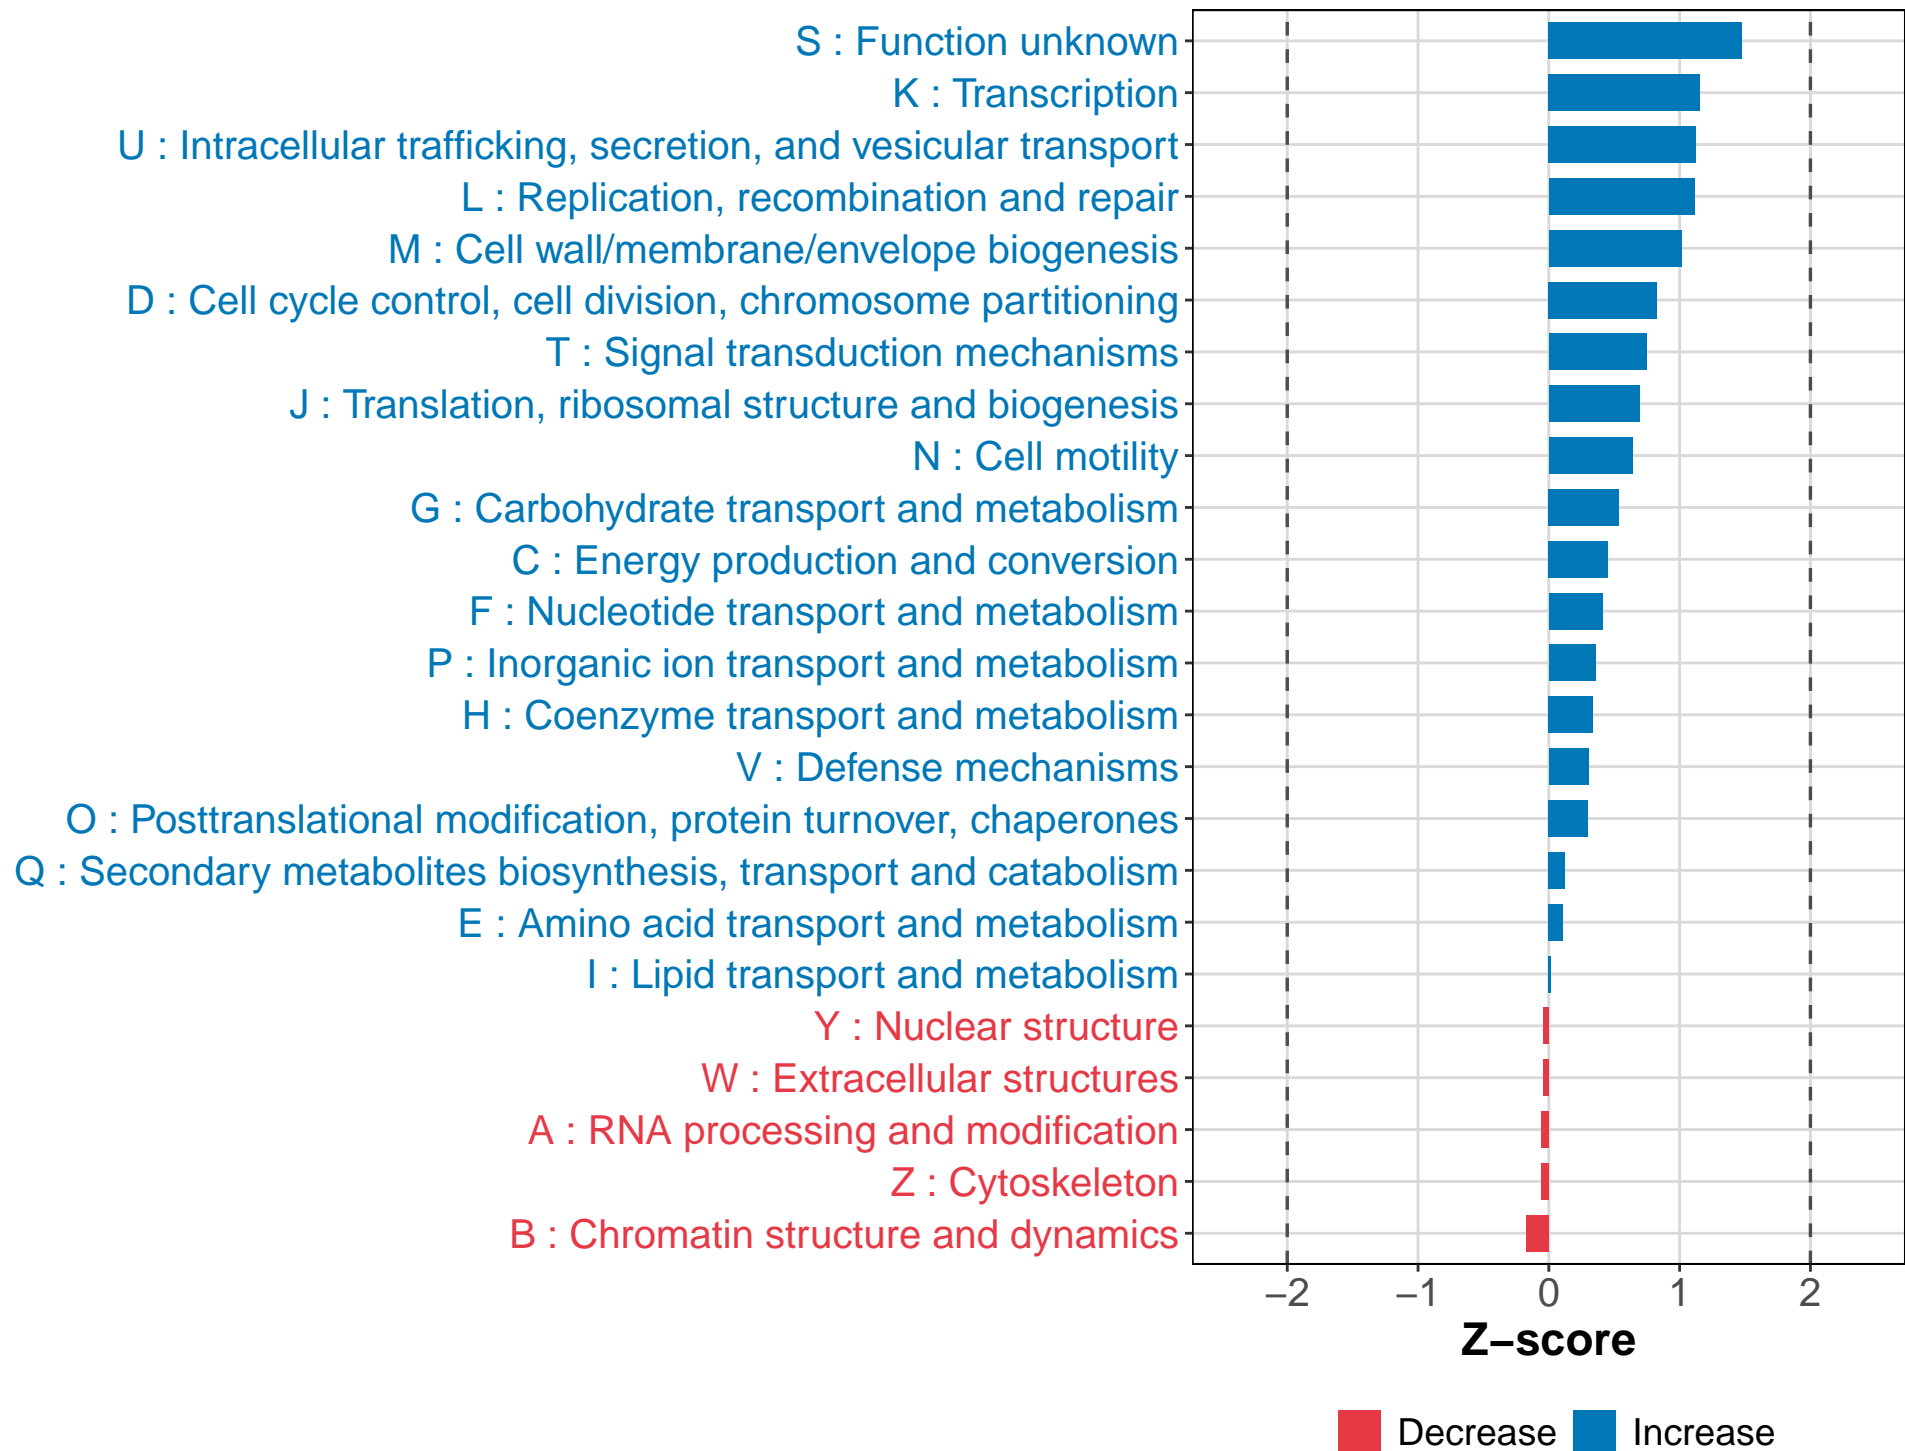 S : Function unknown
K : Transcription
U : Intracellular trafficking, secretion, and vesicular transport
L : Replication, recombination and repair
M : Cell wall/membrane/envelope biogenesis
D : Cell cycle control, cell division, chromosome partitioning
T : Signal transduction mechanisms
J : Translation, ribosomal structure and biogenesis
N : Cell motility
G : Carbohydrate transport and metabolism
C : Energy production and conversion
F : Nucleotide transport and metabolism
P : Inorganic ion transport and metabolism
H : Coenzyme transport and metabolism
V : Defense mechanisms
O : Posttranslational modification, protein turnover, chaperones
Q : Secondary metabolites biosynthesis, transport and catabolism
E : Amino acid transport and metabolism
I : Lipid transport and metabolism
Y : Nuclear structure
W : Extracellular structures
A : RNA processing and modification
Z : Cytoskeleton
B : Chromatin structure and dynamics
−2 −1 0 1 2
Z−score
Decrease Increase